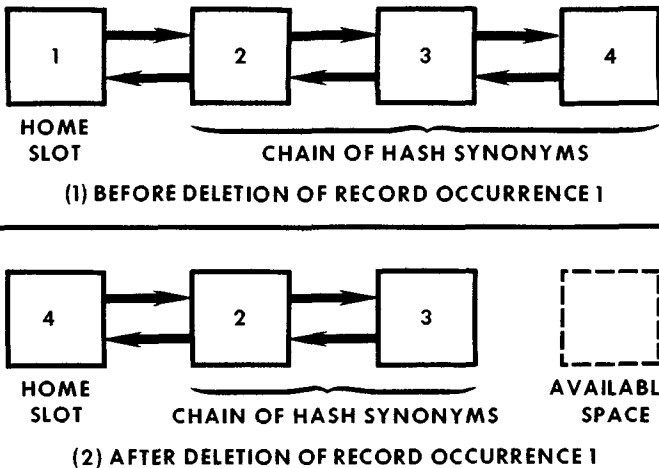 1 2 3 4
HOME
SLOT
CHAIN OF HASH SYNONYMS
(1) BEFORE DELETION OF RECORD OCCURRENCE 1
4 2 3
HOME
SLOT
CHAIN OF HASH SYNONYMS
AVAILABL
SPACE
(2) AFTER DELETION OF RECORD OCCURRENCE 1